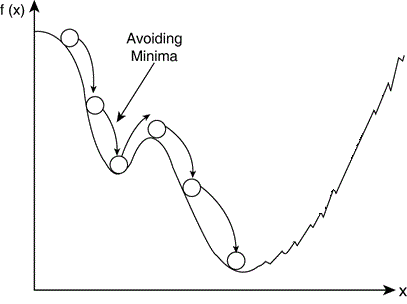 f (x)
Avoiding
Minima
x